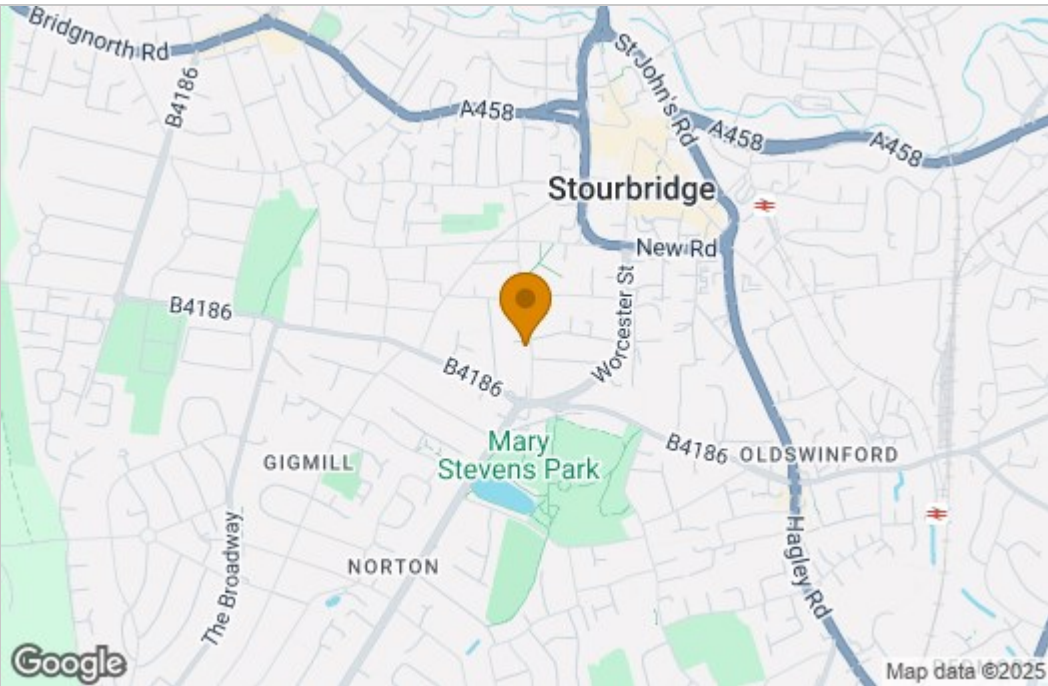 Bridgnorth Rd
B4186
A458
St John's Rd
A458
A458
Stourbridge
New Rd
B4186
Worcester St
B4186
Mary
Stevens Park
B4186
OLDSWINFORD
GIGMILL
NORTON
The Broadway
Hagley Rd
Google
Map data ©2025